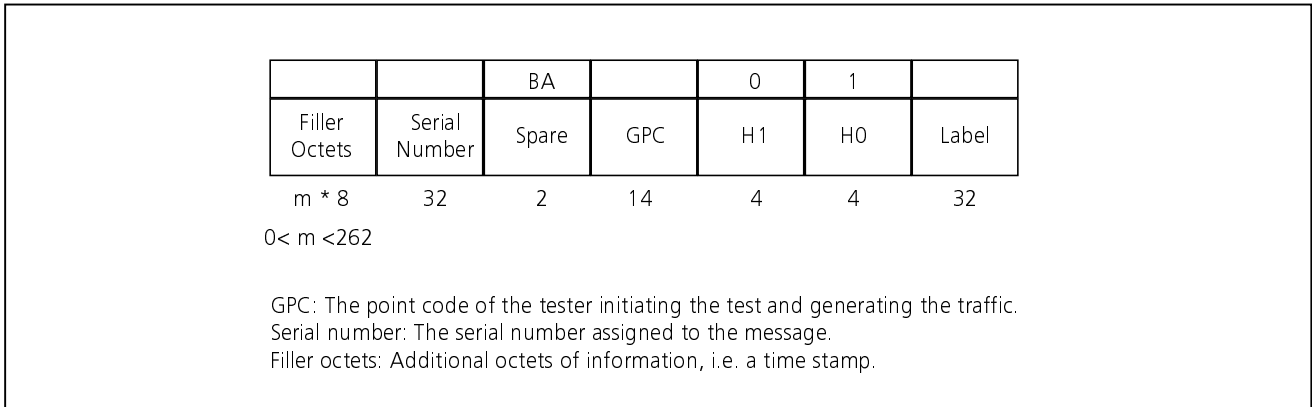 BA 0 1
Filler Octets Serial Number Spare GPC H1 H0 Label
m * 8 32 2 14 4 4 32
0< m <262
GPC: The point code of the tester initiating the test and generating the traffic.
Serial number: The serial number assigned to the message.
Filler octets: Additional octets of information, i.e. a time stamp.